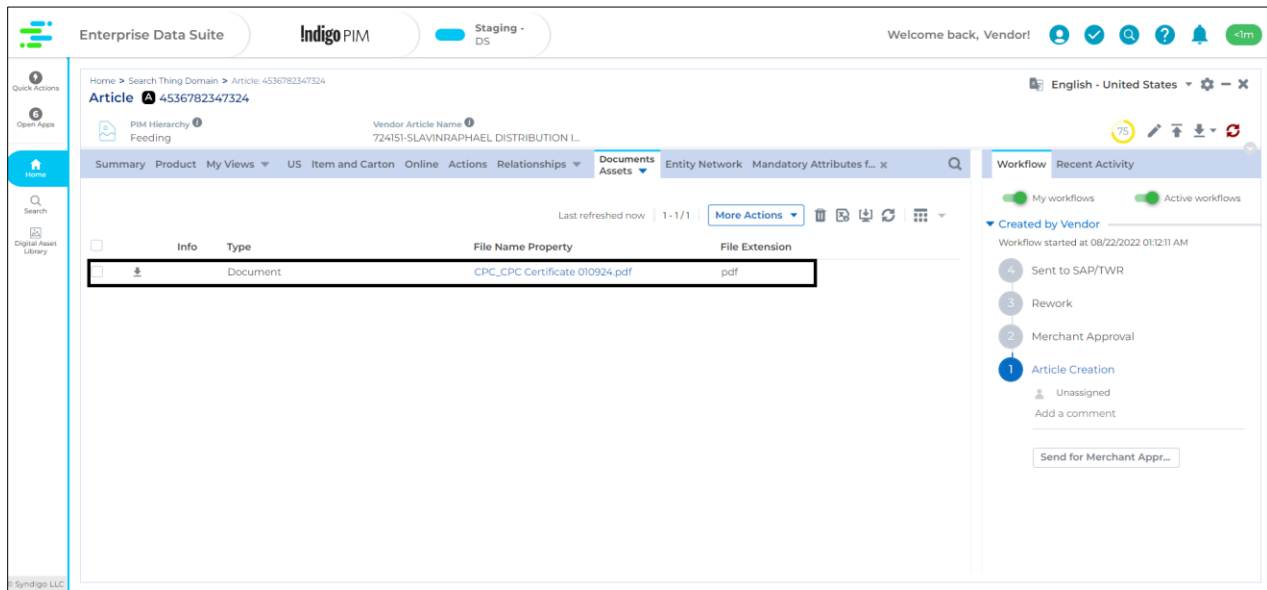 Enterprise Data Suite
!ndigo PIM
Staging -
DS
Welcome back, Vendor!
<1m
Quick Actions
6
Open Apps
Home
Search
Digital Asset
Library
© Syndigo LLC
Home > Search Thing Domain > Article: 4536782347324
Article A 4536782347324
English - United States
PIM Hierarchy
Feeding
Vendor Article Name
724151-SLAVINRAPHAEL DISTRIBUTION I...
75
Summary Product My Views US Item and Carton Online Actions Relationships Documents Assets Entity Network Mandatory Attributes f... x
Last refreshed now 1 - 1 / 1 More Actions
Info Type File Name Property File Extension
Document CPC_CPC Certificate 010924.pdf pdf
Workflow Recent Activity
My workflows Active workflows
Created by Vendor
Workflow started at 08/22/2022 01:12:11 AM
4 Sent to SAP/TWR
3 Rework
2 Merchant Approval
1 Article Creation
Unassigned
Add a comment
Send for Merchant Appr...